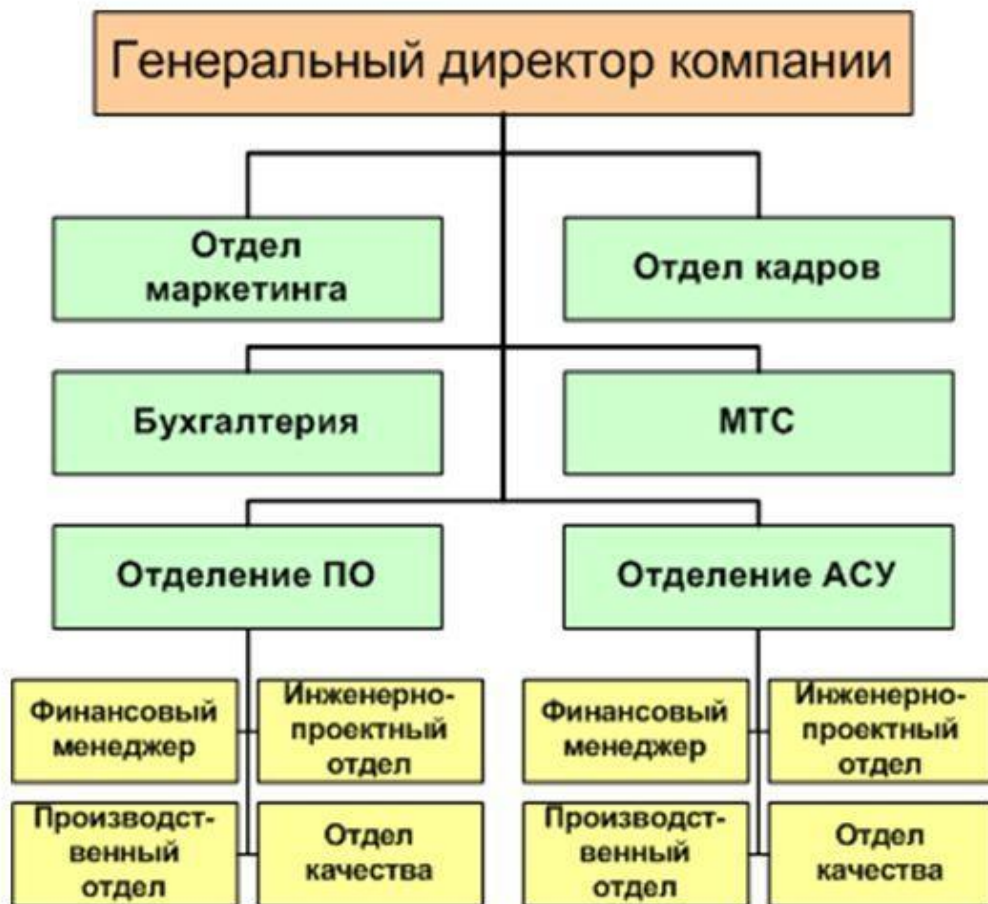 Генеральный директор компании
Отдел
маркетинга
Отдел кадров
Бухгалтерия
МТС
Отделение ПО
Отделение АСУ
Финансовый
менеджер
Инженерно-
проектный
отдел
Финансовый
менеджер
Инженерно-
проектный
отдел
Производст-
венный
отдел
Отдел
качества
Производст-
венный
отдел
Отдел
качества